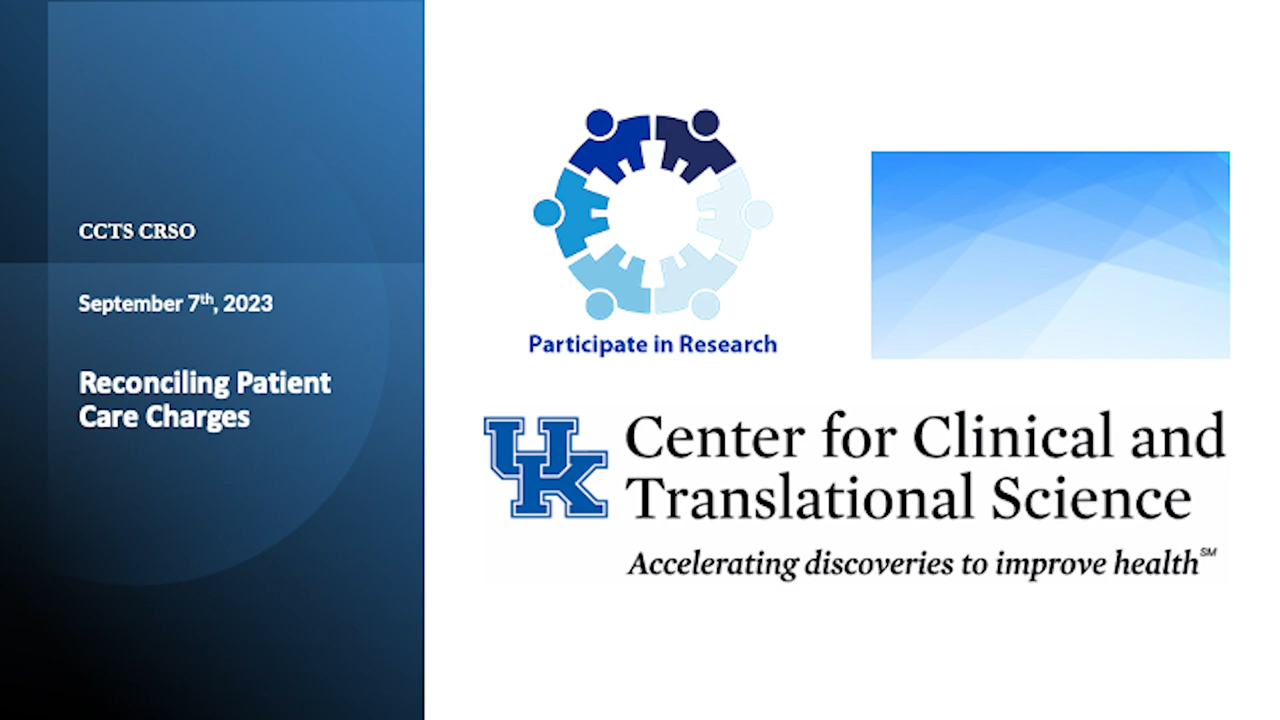 CCTS CRSO
September 7th, 2023
Reconciling Patient
Care Charges
Participate in Research
UK
Center for Clinical and
Translational Science
Accelerating discoveries to improve health℠